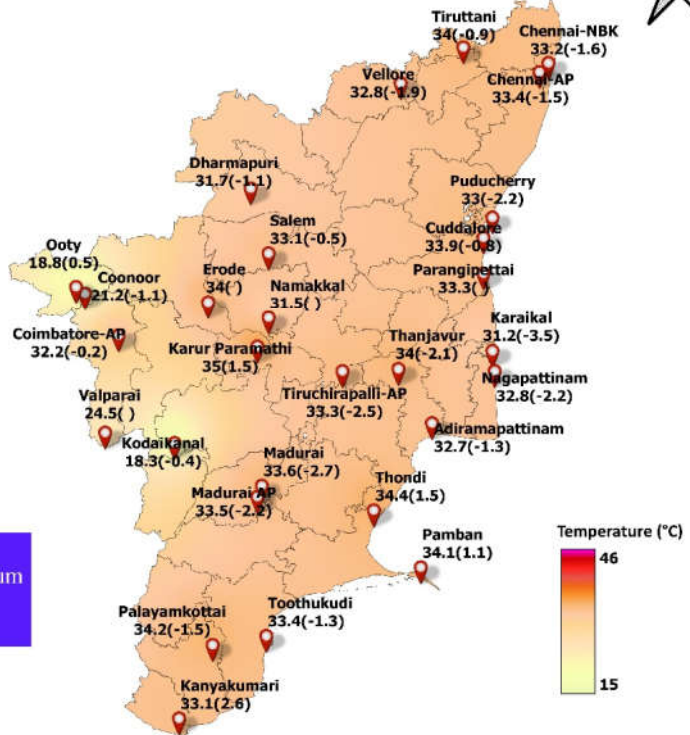 Tiruttani
34(-0.9)
Chennai-NBK
33.2(-1.6)
Vellore
32.8(-1.9)
Chennai-AP
33.4(-1.5)
Dharmapuri
31.7(-1.1)
Puducherry
33(-2.2)
Salem
33.1(-0.5)
Cuddalore
33.9(-0.8)
Ooty
18.8(0.5)
Coonoor
21.2(-1.1)
Erode
34( )
Namakkal
31.5( )
Parangipettai
33.3( )
Karaikal
31.2(-3.5)
Coimbatore-AP
32.2(-0.2)
Karur Paramathi
35(1.5)
Thanjavur
34(-2.1)
Tiruchirapalli-AP
33.3(-2.5)
Nagapattinam
32.8(-2.2)
Valparai
24.5( )
Kodaikanal
18.3(-0.4)
Adiramapattinam
32.7(-1.3)
Madurai
33.6(-2.7)
Madurai AP
33.5(-2.2)
Thondi
34.4(1.5)
Pamban
34.1(1.1)
Temperature (°C)
46
15
um
Palayamkottai
34.2(-1.5)
Toothukudi
33.4(-1.3)
Kanyakumari
33.1(2.6)